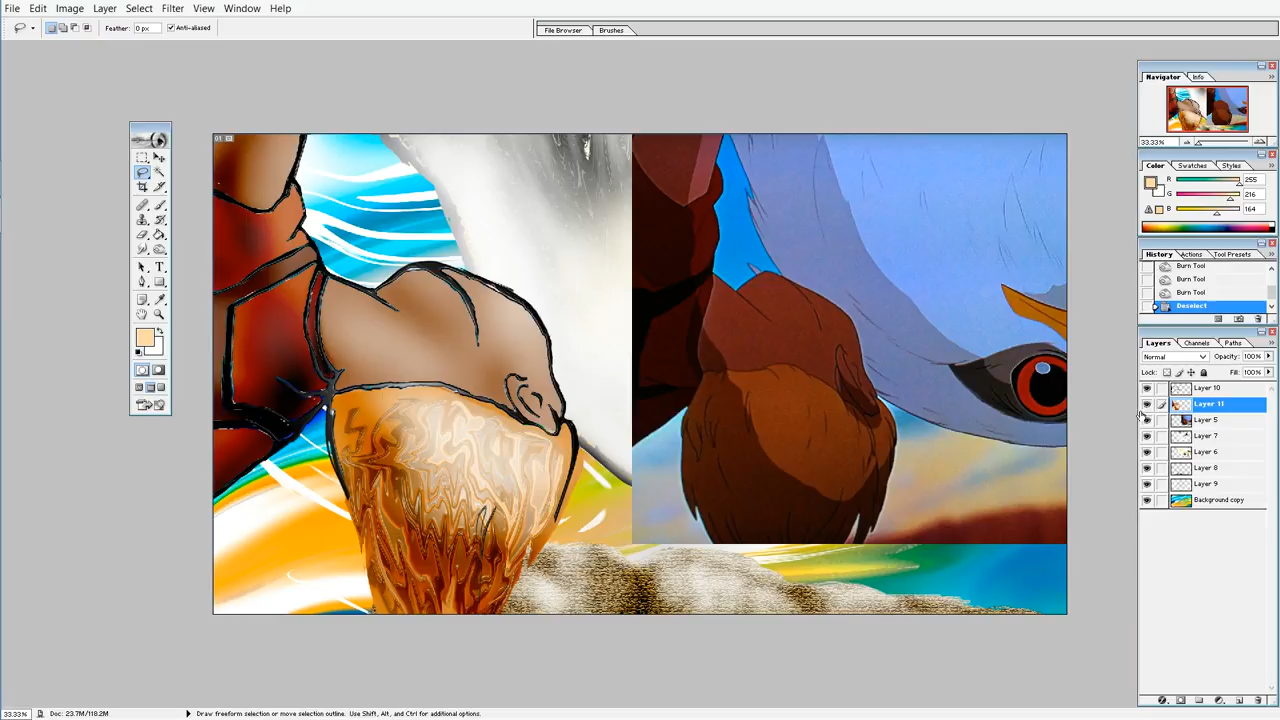 File Edit Image Layer Select Filter View Window Help
Feather: 0 px Anti-aliased File Browser Brushes
Navigator Info
33.33%
Color Swatches Styles
R 255
G 216
B 164
History Actions Tool Presets
Burn Tool
Burn Tool
Burn Tool
Deselect
Layers Channels Paths
Normal Opacity: 100%
Lock: Fill: 100%
Layer 10
Layer 11
Layer 5
Layer 7
Layer 6
Layer 8
Layer 9
Background copy
01
T
33.33% Doc: 23.7M/118.2M Draw freeform selection or move selection outline. Use Shift, Alt, and Ctrl for additional options.